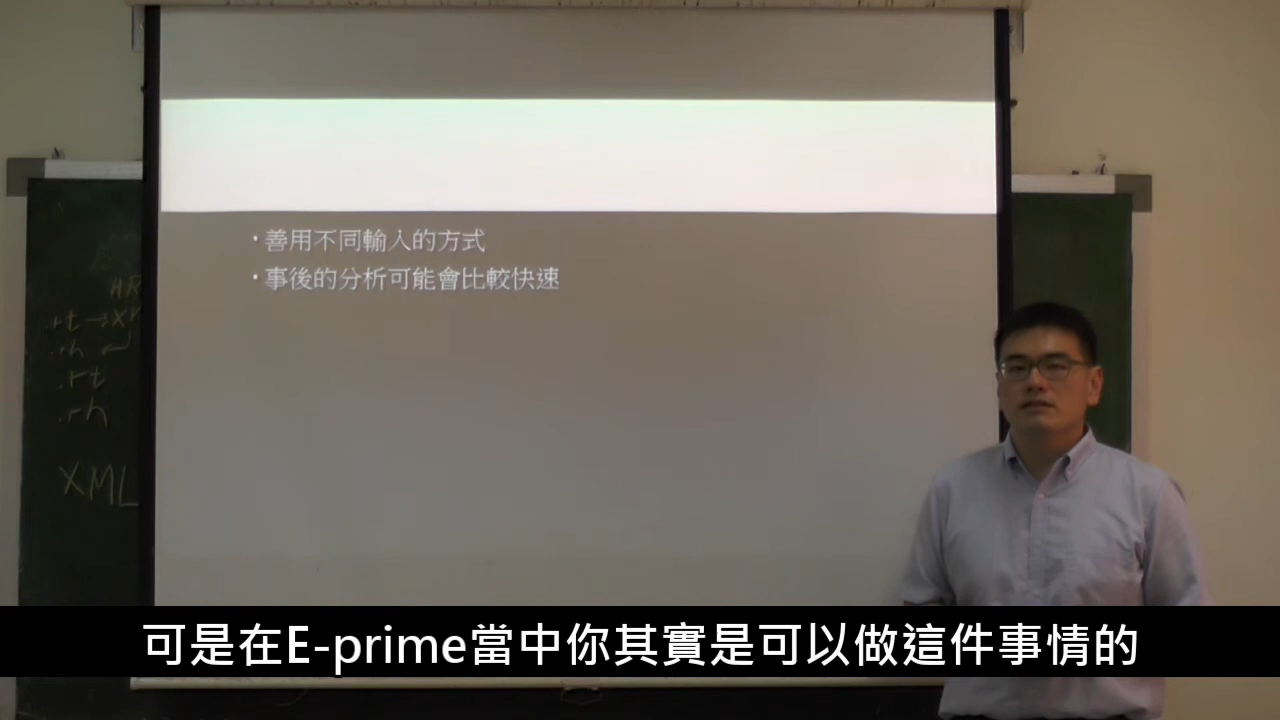 • 善用不同輸入的方式
• 事後的分析可能會比較快速
.rt
.rh
XML
可是在E-prime當中你其實是可以做這件事情的